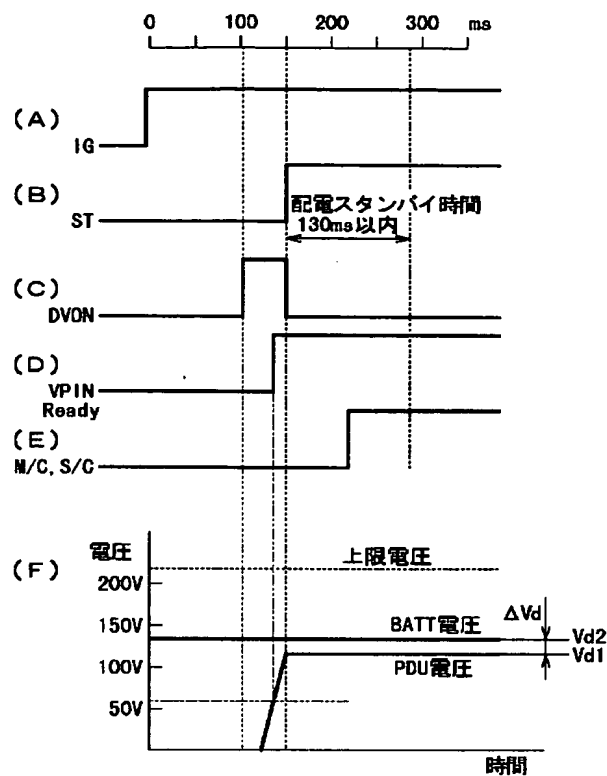 0 100 200 300 ms
(A)
IG
(B)
ST
配電スタンバイ時間
130ms以内
(C)
DVON
(D)
VPIN
Ready
(E)
M/C, S/C
(F)
電圧
200V
150V
100V
50V
上限電圧
BATT電圧
PDU電圧
ΔVd
Vd2
Vd1
時間